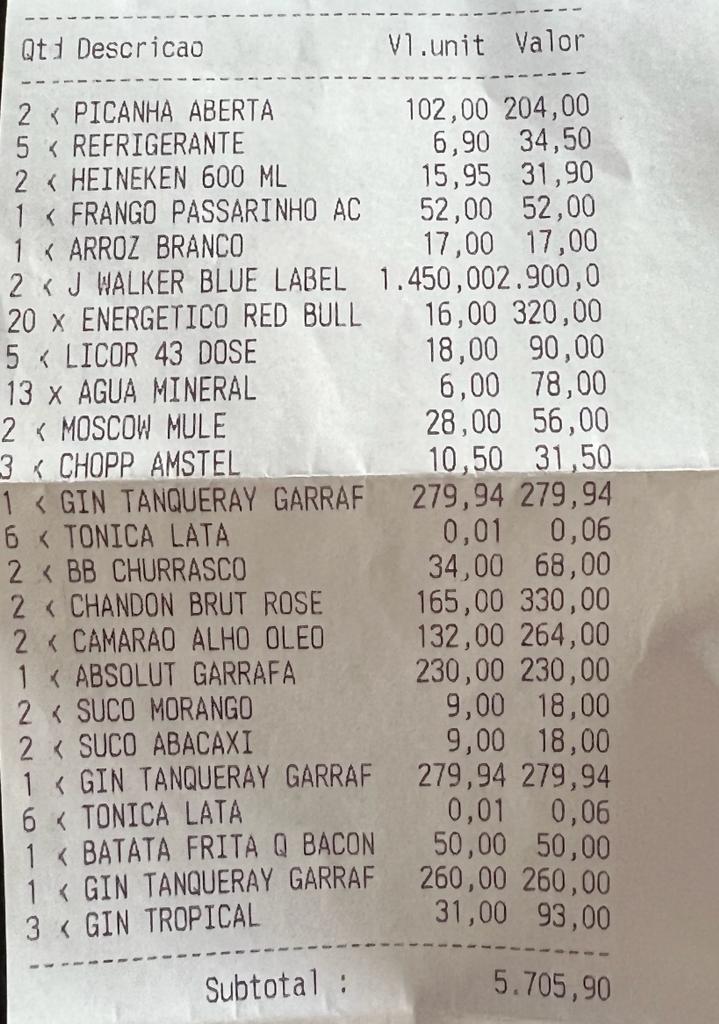 Qtd Descricao Vl.unit Valor
2 x PICANHA ABERTA 102,00 204,00
5 x REFRIGERANTE 6,90 34,50
2 x HEINEKEN 600 ML 15,95 31,90
1 x FRANGO PASSARINHO AC 52,00 52,00
1 x ARROZ BRANCO 17,00 17,00
2 x J WALKER BLUE LABEL 1.450,002.900,0
20 x ENERGETICO RED BULL 16,00 320,00
5 x LICOR 43 DOSE 18,00 90,00
13 x AGUA MINERAL 6,00 78,00
2 x MOSCOW MULE 28,00 56,00
3 x CHOPP AMSTEL 10,50 31,50
1 x GIN TANQUERAY GARRAF 279,94 279,94
6 x TONICA LATA 0,01 0,06
2 x BB CHURRASCO 34,00 68,00
2 x CHANDON BRUT ROSE 165,00 330,00
2 x CAMARAO ALHO OLEO 132,00 264,00
1 x ABSOLUT GARRAFA 230,00 230,00
2 x SUCO MORANGO 9,00 18,00
2 x SUCO ABACAXI 9,00 18,00
1 x GIN TANQUERAY GARRAF 279,94 279,94
6 x TONICA LATA 0,01 0,06
1 x BATATA FRITA Q BACON 50,00 50,00
1 x GIN TANQUERAY GARRAF 260,00 260,00
3 x GIN TROPICAL 31,00 93,00
Subtotal : 5.705,90